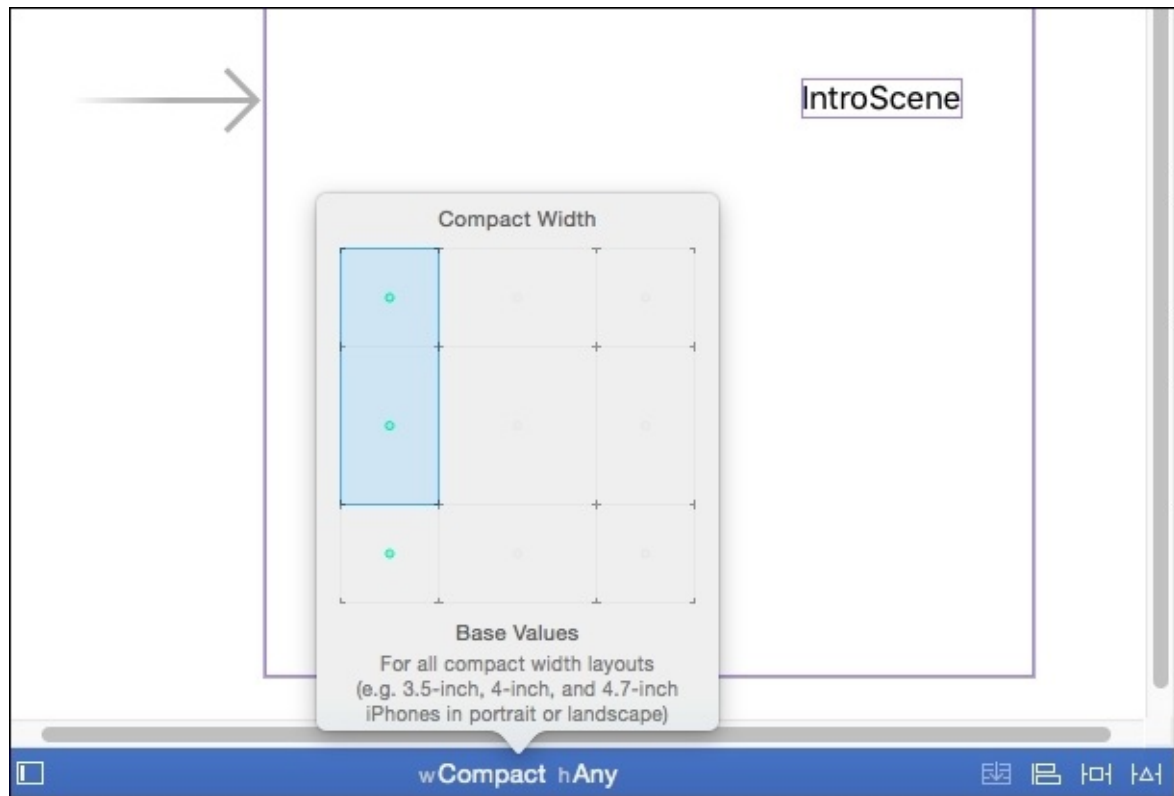 IntroScene
Compact Width
Base Values
For all compact width layouts
(e.g. 3.5-inch, 4-inch, and 4.7-inch
iPhones in portrait or landscape)
wCompact hAny